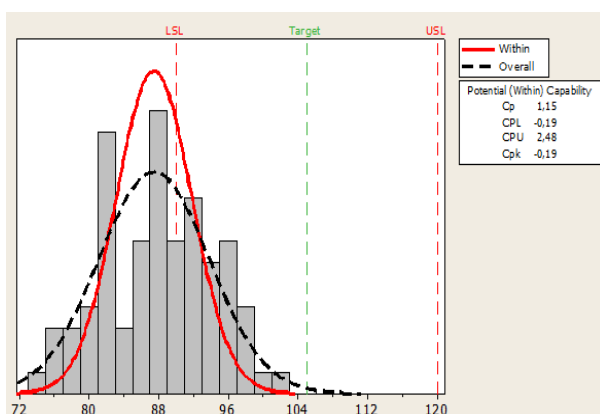 LSL Target USL
Within
Overall
Potential (Within) Capability
Cp 1,15
CPL -0,19
CPU 2,48
Cpk -0,19
72 80 88 96 104 112 120